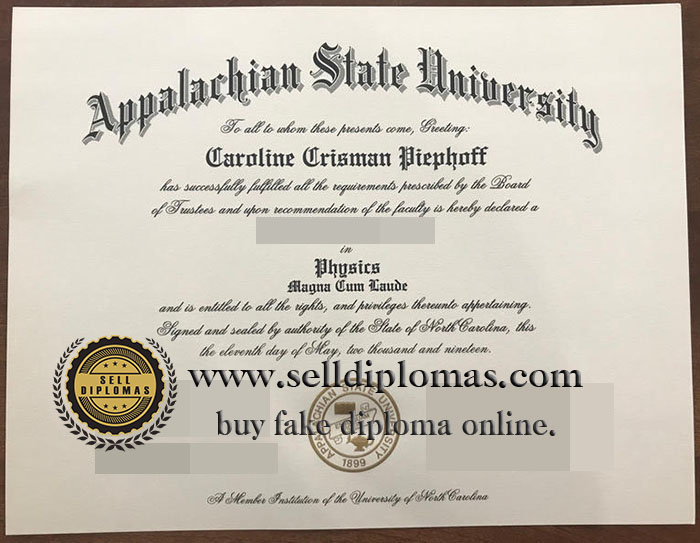 Appalachian State University
To all to whom these presents come, Greeting:
Caroline Crisman Piephoff
has successfully fulfilled all the requirements prescribed by the Board
of Trustees and upon recommendation of the faculty is hereby declared a
in
Physics
Magna Cum Laude
and is entitled to all the rights, and privileges thereunto appertaining.
Signed and sealed by authority of the State of North Carolina, this
the eleventh day of May, two thousand and nineteen.
SELL
DIPLOMAS
www.selldiplomas.com
buy fake diploma online.
APPALACHIAN STATE UNIVERSITY
1899
A Member Institution of the University of North Carolina